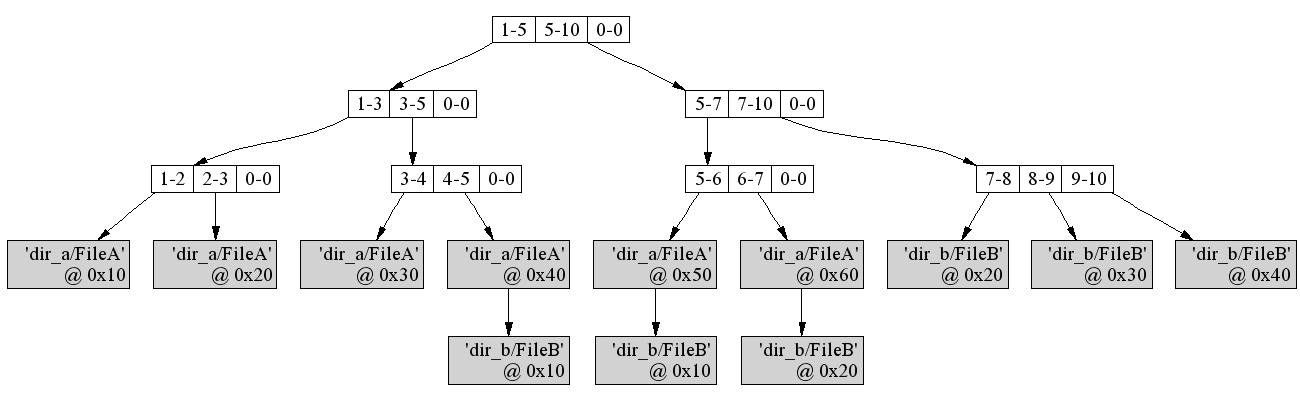 1-5 5-10 0-0
1-3 3-5 0-0
5-7 7-10 0-0
1-2 2-3 0-0
3-4 4-5 0-0
5-6 6-7 0-0
7-8 8-9 9-10
'dir_a/FileA'
@ 0x10
'dir_a/FileA'
@ 0x20
'dir_a/FileA'
@ 0x30
'dir_a/FileA'
@ 0x40
'dir_a/FileA'
@ 0x50
'dir_a/FileA'
@ 0x60
'dir_b/FileB'
@ 0x20
'dir_b/FileB'
@ 0x30
'dir_b/FileB'
@ 0x40
'dir_b/FileB'
@ 0x10
'dir_b/FileB'
@ 0x10
'dir_b/FileB'
@ 0x20